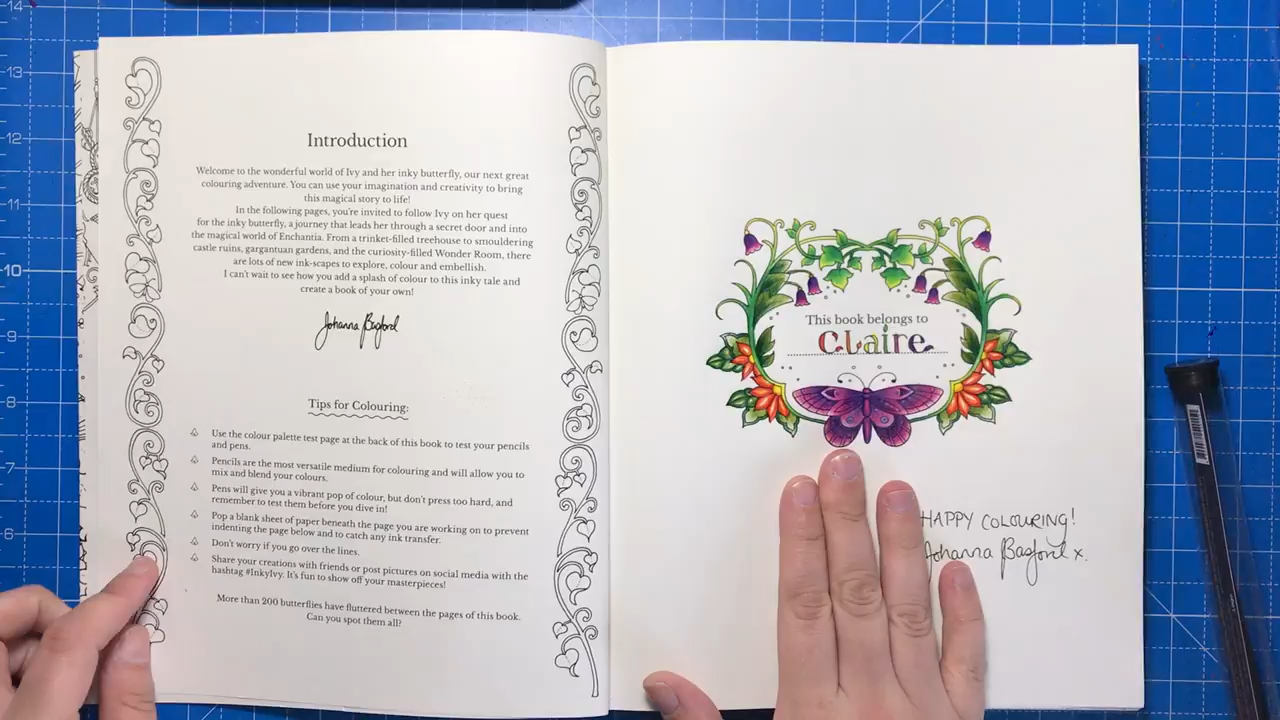 Introduction
Welcome to the wonderful world of Ivy and her inky butterfly, our next great
colouring adventure. You can use your imagination and creativity to bring
this magical story to life!
In the following pages, you're invited to follow Ivy on her quest
for the inky butterfly, a journey that leads her through a secret door and into
the magical world of Enchantia. From a trinket-filled treehouse to smouldering
castle ruins, gargantuan gardens, and the curiosity-filled Wonder Room, there
are lots of new ink-scapes to explore, colour and embellish.
I can't wait to see how you add a splash of colour to this inky tale and
create a book of your own!
Johanna Basford
Tips for Colouring:
Use the colour palette test page at the back of this book to test your pencils
and pens.
Pencils are the most versatile medium for colouring and will allow you to
mix and blend your colours.
Pens will give you a vibrant pop of colour, but don't press too hard, and
remember to test them before you dive in!
Pop a blank sheet of paper beneath the page you are working on to prevent
indenting the page below and to catch any ink transfer.
Don't worry if you go over the lines.
Share your creations with friends or post pictures on social media with the
hashtag #InkyIvy. It's fun to show off your masterpieces!
More than 200 butterflies have fluttered between the pages of this book.
Can you spot them all?
This book belongs to
Claire
HAPPY COLOURING!
Johanna Basford x.
14
13
12
11
10
9
8
7
6